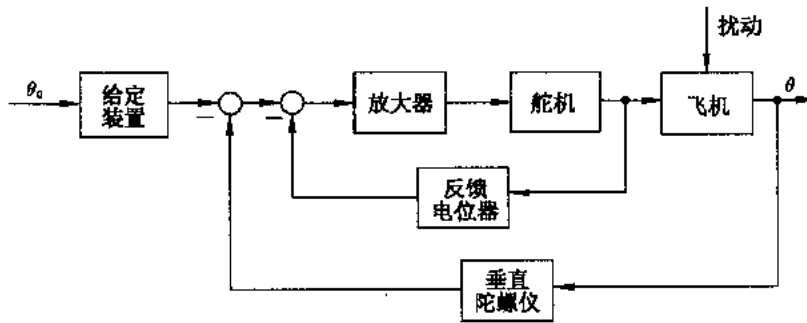 扰动
θ₀
给定
装置
放大器
舵机
飞机
θ
反馈
电位器
垂直
陀螺仪